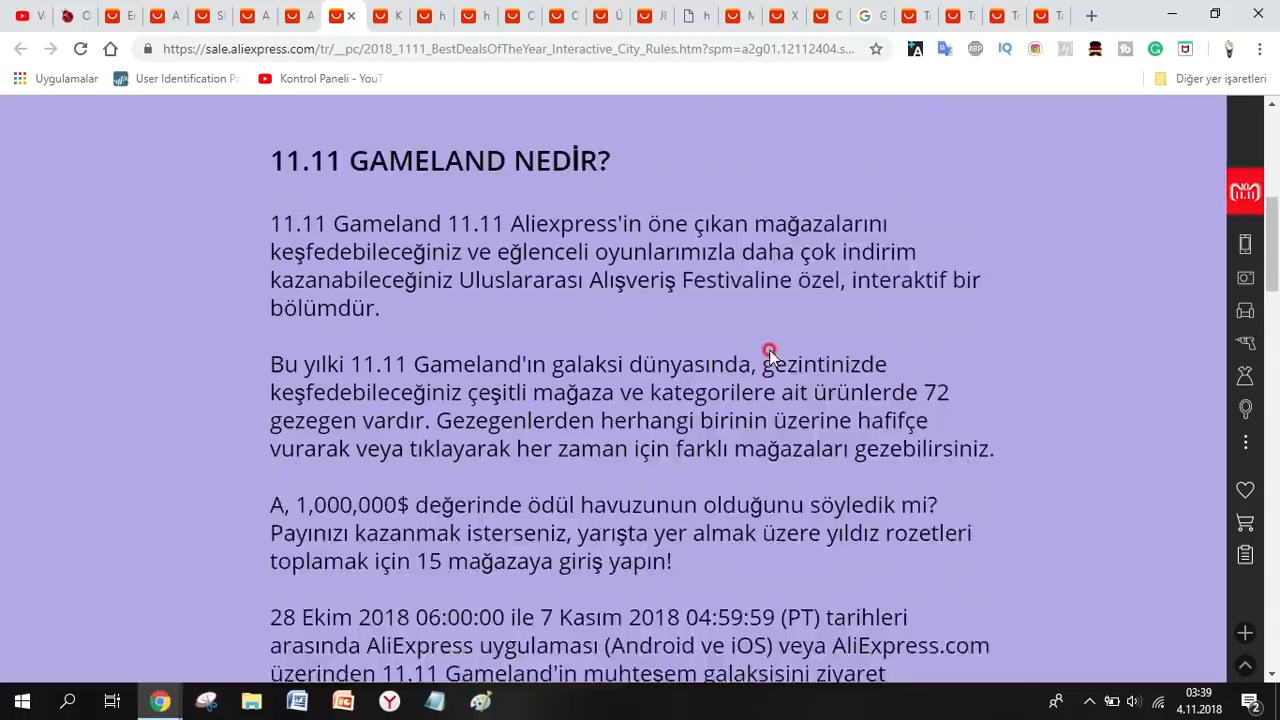 https://sale.aliexpress.com/tr/__pc/2018_1111_BestDealsOfTheYear_Interactive_City_Rules.htm?spm=a2g01.12112404.s...
Uygulamalar
User Identification Po
Kontrol Paneli - YouT
Diğer yer işaretleri
11.11 GAMELAND NEDİR?
11.11 Gameland 11.11 Aliexpress'in öne çıkan mağazalarını
keşfedebileceğiniz ve eğlenceli oyunlarımızla daha çok indirim
kazanabileceğiniz Uluslararası Alışveriş Festivaline özel, interaktif bir
bölümdür.
Bu yılki 11.11 Gameland'ın galaksi dünyasında, gezintinizde
keşfedebileceğiniz çeşitli mağaza ve kategorilere ait ürünlerde 72
gezegen vardır. Gezegenlerden herhangi birinin üzerine hafifçe
vurarak veya tıklayarak her zaman için farklı mağazaları gezebilirsiniz.
A, 1,000,000$ değerinde ödül havuzunun olduğunu söyledik mi?
Payınızı kazanmak isterseniz, yarışta yer almak üzere yıldız rozetleri
toplamak için 15 mağazaya giriş yapın!
28 Ekim 2018 06:00:00 ile 7 Kasım 2018 04:59:59 (PT) tarihleri
arasında AliExpress uygulaması (Android ve iOS) veya AliExpress.com
üzerinden 11.11 Gameland'in muhteşem galaksisini ziyaret
11.11
03:39
4.11.2018